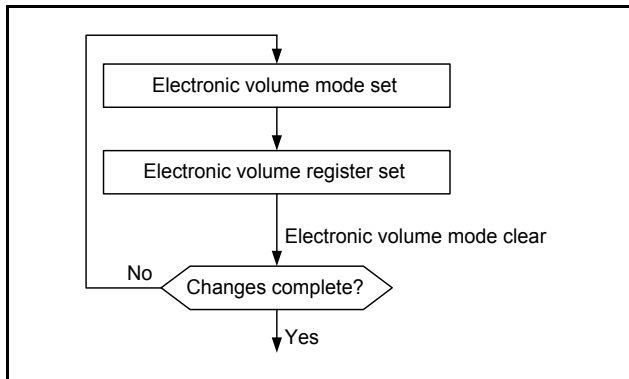 Electronic volume mode set
Electronic volume register set
Electronic volume mode clear
No
Changes complete?
Yes